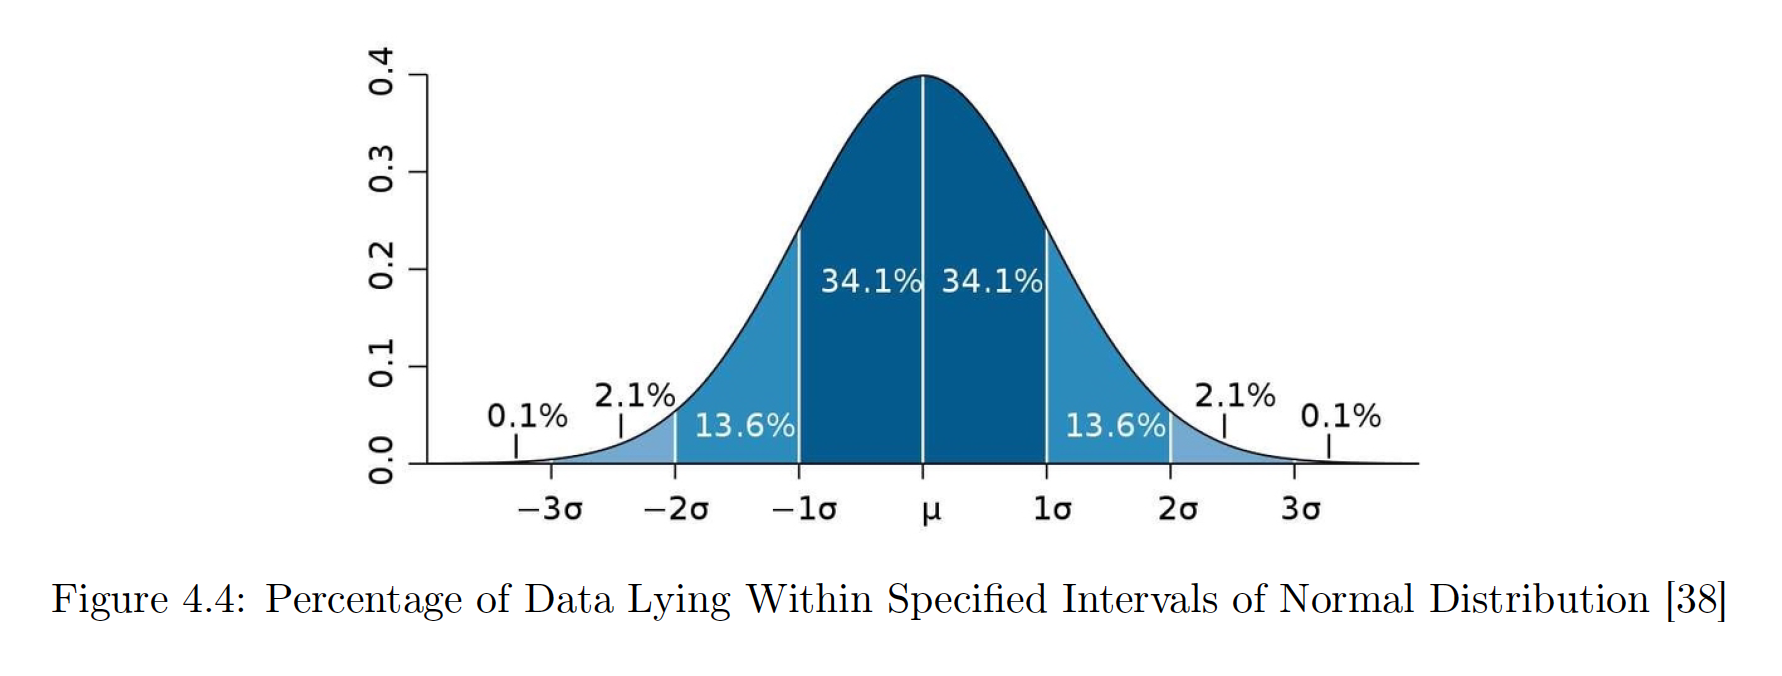 0.4
0.3
0.2
0.1
0.0
34.1% 34.1%
0.1% 2.1% 13.6% 13.6% 2.1% 0.1%
−3σ −2σ −1σ μ 1σ 2σ 3σ
Figure 4.4: Percentage of Data Lying Within Specified Intervals of Normal Distribution [38]